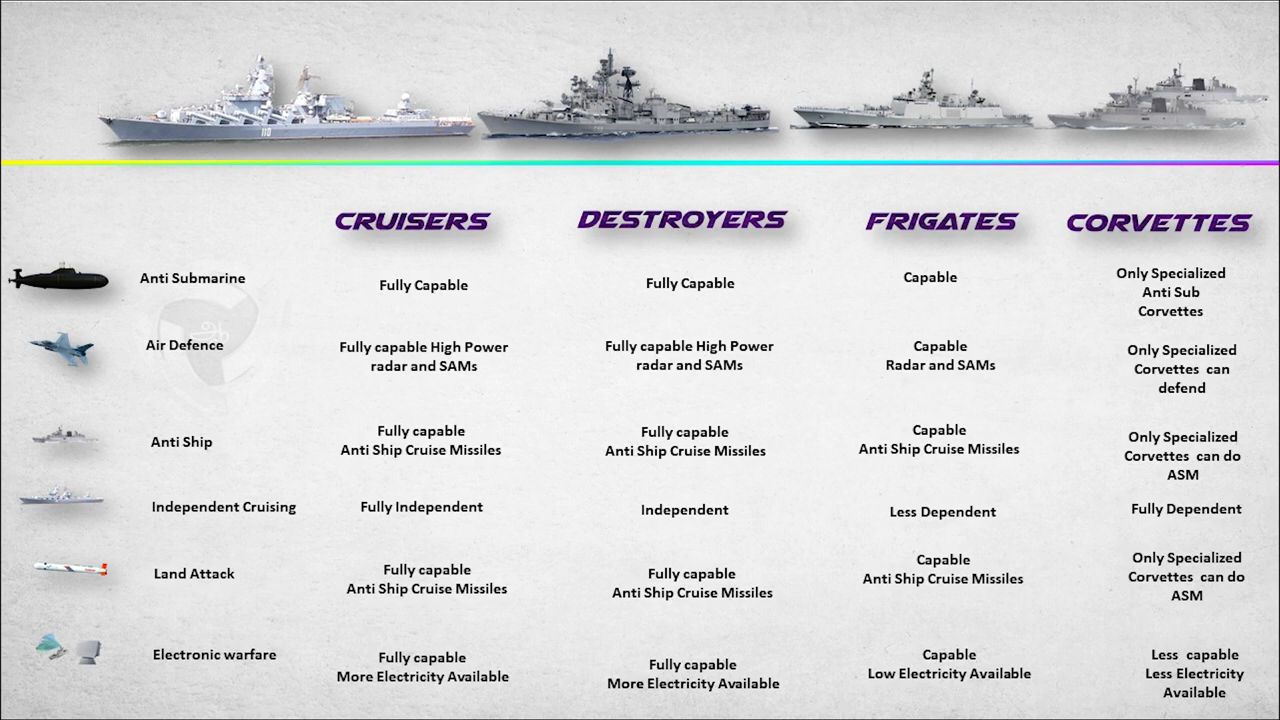 110
CRUISERS DESTROYERS FRIGATES CORVETTES
Anti Submarine
Fully Capable
Fully Capable
Capable
Only Specialized
Anti Sub
Corvettes
Air Defence
Fully capable High Power
radar and SAMs
Fully capable High Power
radar and SAMs
Capable
Radar and SAMs
Only Specialized
Corvettes can
defend
Anti Ship
Fully capable
Anti Ship Cruise Missiles
Fully capable
Anti Ship Cruise Missiles
Capable
Anti Ship Cruise Missiles
Only Specialized
Corvettes can do
ASM
Independent Cruising
Fully Independent
Independent
Less Dependent
Fully Dependent
Land Attack
Fully capable
Anti Ship Cruise Missiles
Fully capable
Anti Ship Cruise Missiles
Capable
Anti Ship Cruise Missiles
Only Specialized
Corvettes can do
ASM
Electronic warfare
Fully capable
More Electricity Available
Fully capable
More Electricity Available
Capable
Low Electricity Available
Less capable
Less Electricity
Available